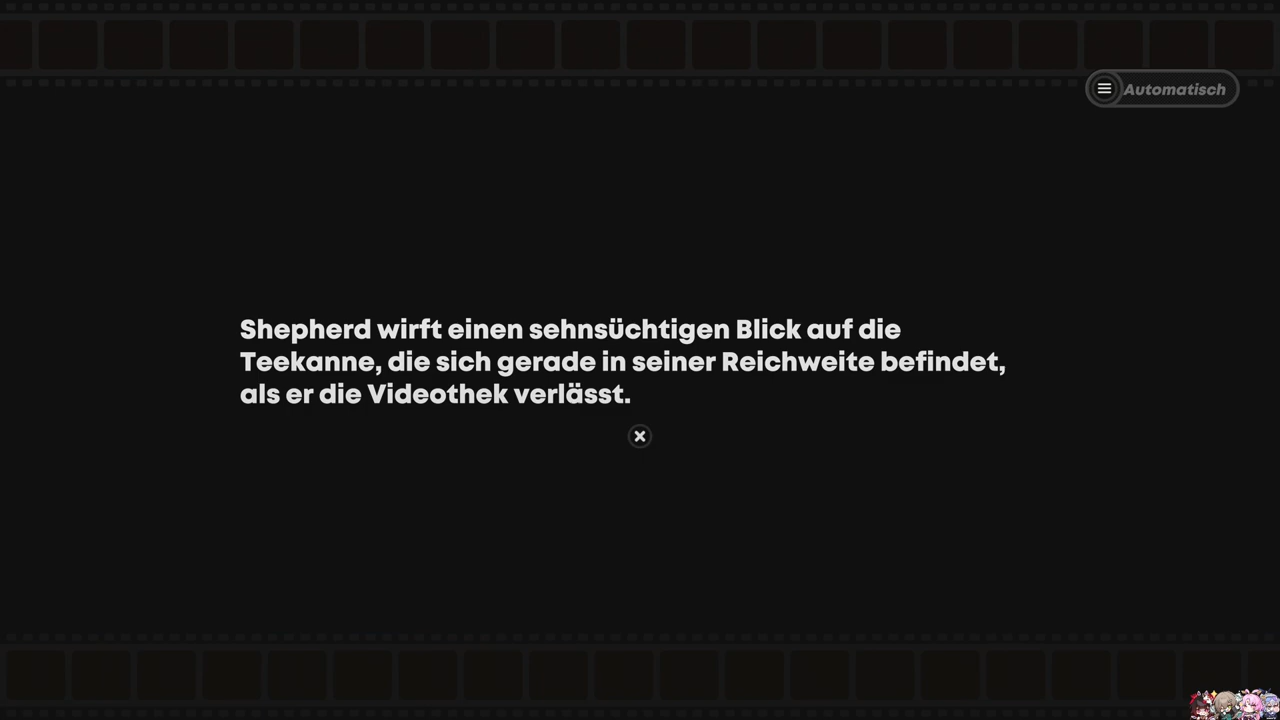 Automatisch
Shepherd wirft einen sehnsüchtigen Blick auf die
Teekanne, die sich gerade in seiner Reichweite befindet,
als er die Videothek verlässt.